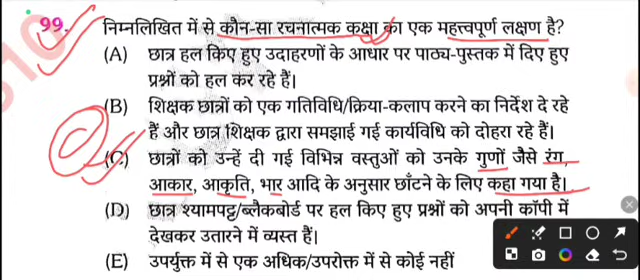 99. निम्नलिखित में से कौन-सा रचनात्मक कक्षा का एक महत्त्वपूर्ण लक्षण है?
(A) छात्र हल किए हुए उदाहरणों के आधार पर पाठ्य-पुस्तक में दिए हुए
प्रश्नों को हल कर रहे हैं।
(B) शिक्षक छात्रों को एक गतिविधि/क्रिया-कलाप करने का निर्देश दे रहे
हैं और छात्र शिक्षक द्वारा समझाई गई कार्यविधि को दोहरा रहे हैं।
(C) छात्रों को उन्हें दी गई विभिन्न वस्तुओं को उनके गुणों जैसे रंग,
आकार, आकृति, भार आदि के अनुसार छाँटने के लिए कहा गया है।
(D) छात्र श्यामपट्ट/ब्लैकबोर्ड पर हल किए हुए प्रश्नों को अपनी कॉपी में
देखकर उतारने में व्यस्त हैं।
(E) उपर्युक्त में से एक अधिक/उपरोक्त में से कोई नहीं